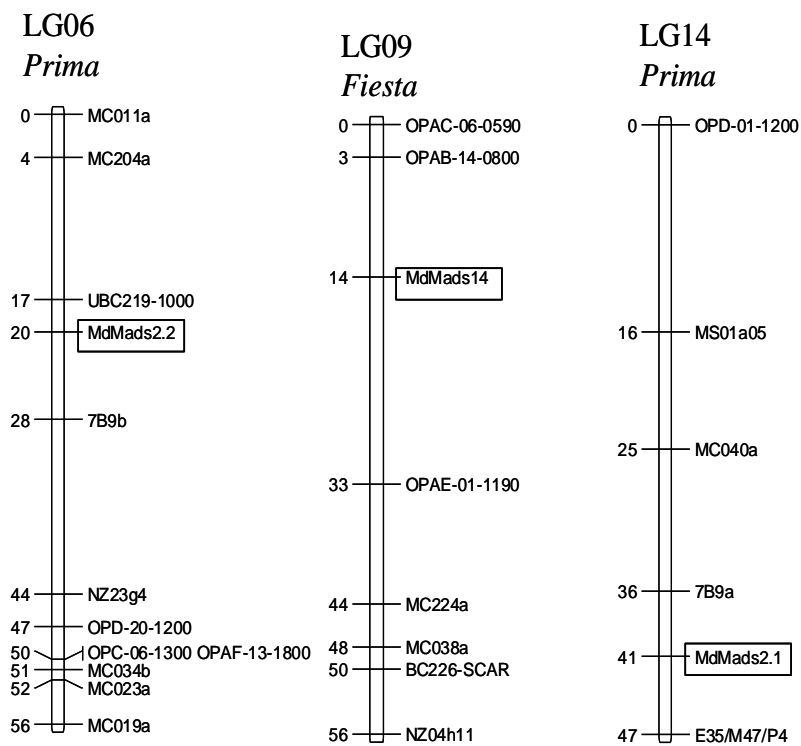 LG06
Prima
0 MC011a
4 MC204a
17 UBC219-1000
20 MdMads2.2
28 7B9b
44 NZ23g4
47 OPD-20-1200
50 OPC-06-1300 OPAF-13-1800
51 MC034b
52 MC023a
56 MC019a
LG09
Fiesta
0 OPAC-06-0590
3 OPAB-14-0800
14 MdMads14
33 OPAE-01-1190
44 MC224a
48 MC038a
50 BC226-SCAR
56 NZ04h11
LG14
Prima
0 OPD-01-1200
16 MS01a05
25 MC040a
36 7B9a
41 MdMads2.1
47 E35/M47/P4